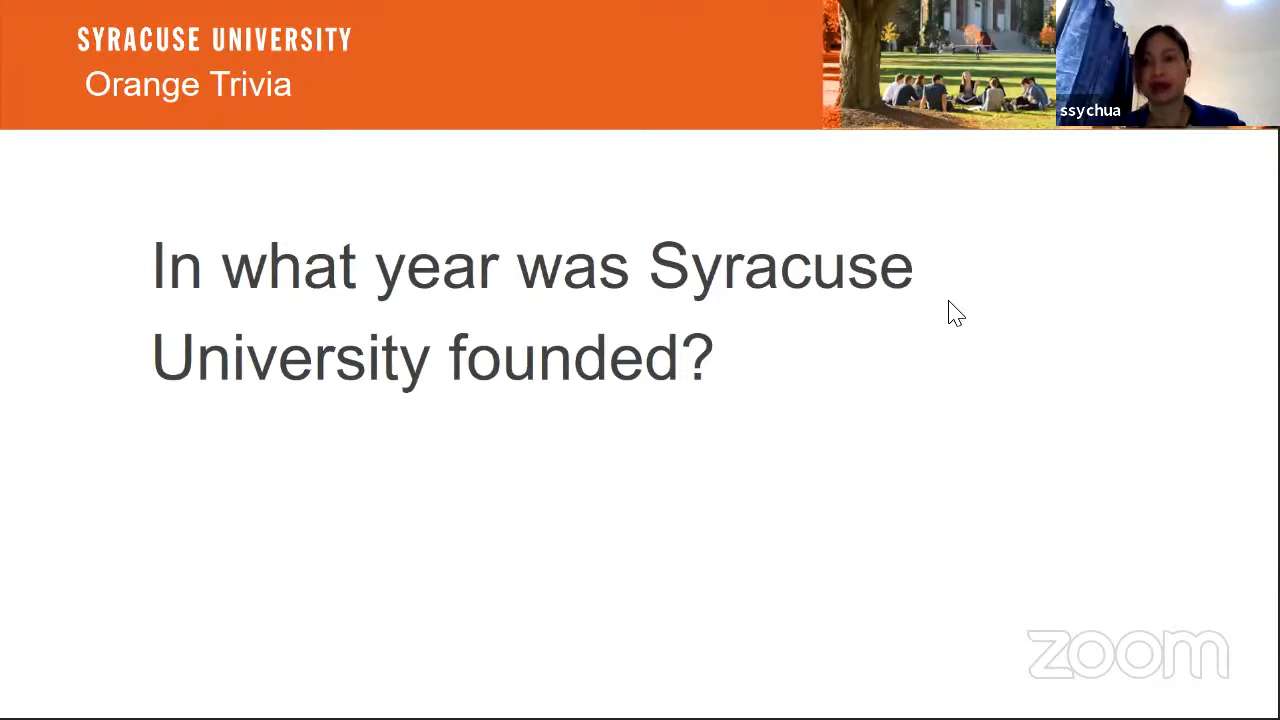 SYRACUSE UNIVERSITY
Orange Trivia
ssychua
In what year was Syracuse
University founded?
zoom